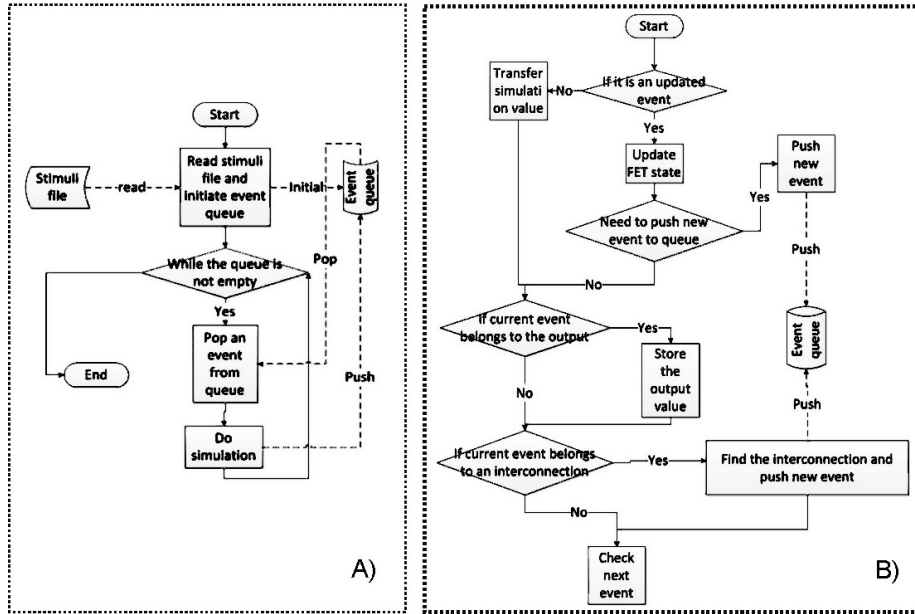 Start
Stimuli
file
read
Read stimuli
file and
initiate event
queue
Initial
Event
queue
While the queue is
not empty
Pop
Yes
Pop an
event
from
queue
End
Push
Do
simulation
A)
Start
Transfer
simulati
on value
No
If it is an updated
event
Yes
Update
FET state
Push
new
event
Yes
Need to push new
event to queue
Push
No
Event
queue
If current event
belongs to the output
Yes
Store
the
output
value
No
Push
If current event belongs
to an interconnection
Yes
Find the interconnection and
push new event
No
Check
next
event
B)